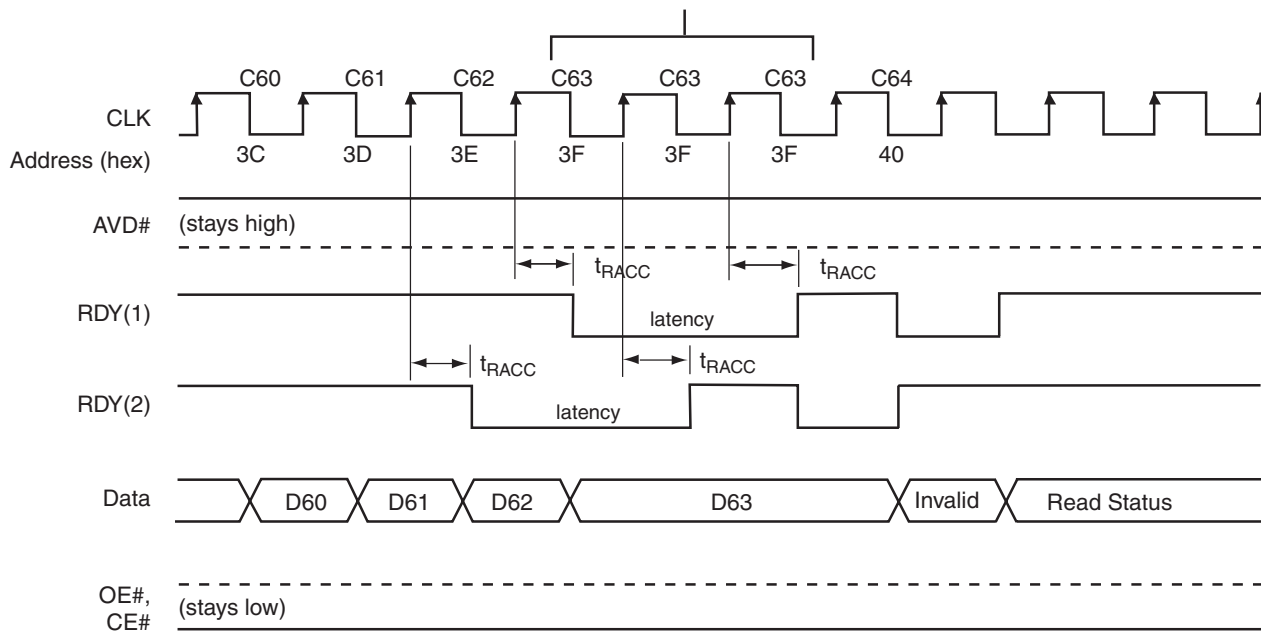 C60 C61 C62 C63 C63 C63 C64
CLK
Address (hex) 3C 3D 3E 3F 3F 3F 40
AVD# (stays high)
tRACC tRACC
RDY(1) latency
tRACC tRACC
RDY(2) latency
Data D60 D61 D62 D63 Invalid Read Status
OE#,
CE# (stays low)